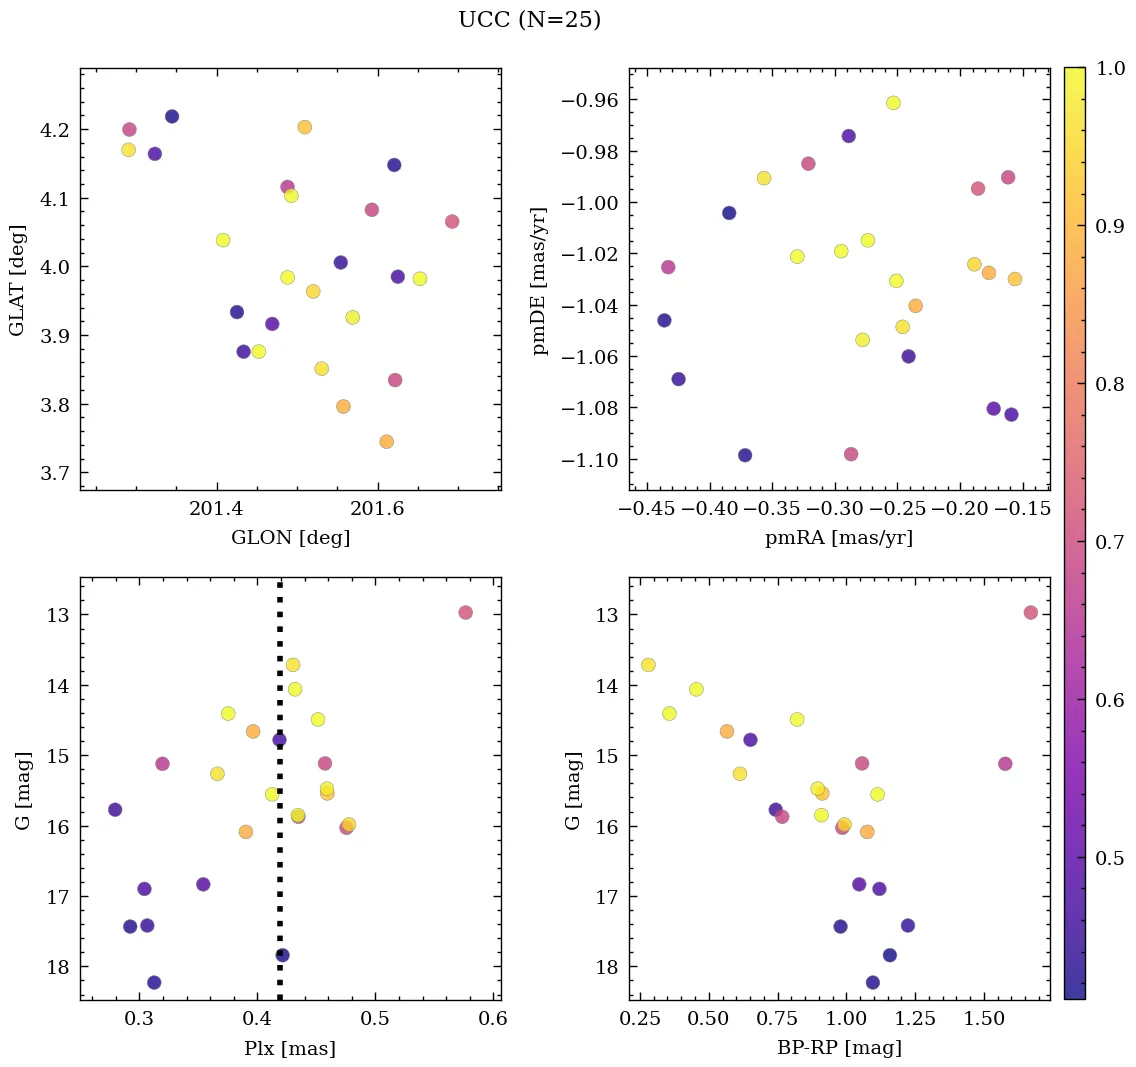 UCC (N=25)
4.2
4.1
4.0
3.9
3.8
3.7
GLAT [deg]
201.4 201.6
GLON [deg]
−0.96
−0.98
−1.00
−1.02
−1.04
−1.06
−1.08
−1.10
pmDE [mas/yr]
−0.45 −0.40 −0.35 −0.30 −0.25 −0.20 −0.15
pmRA [mas/yr]
13
14
15
16
17
18
G [mag]
0.3 0.4 0.5 0.6
Plx [mas]
13
14
15
16
17
18
G [mag]
0.25 0.50 0.75 1.00 1.25 1.50
BP-RP [mag]
1.0
0.9
0.8
0.7
0.6
0.5